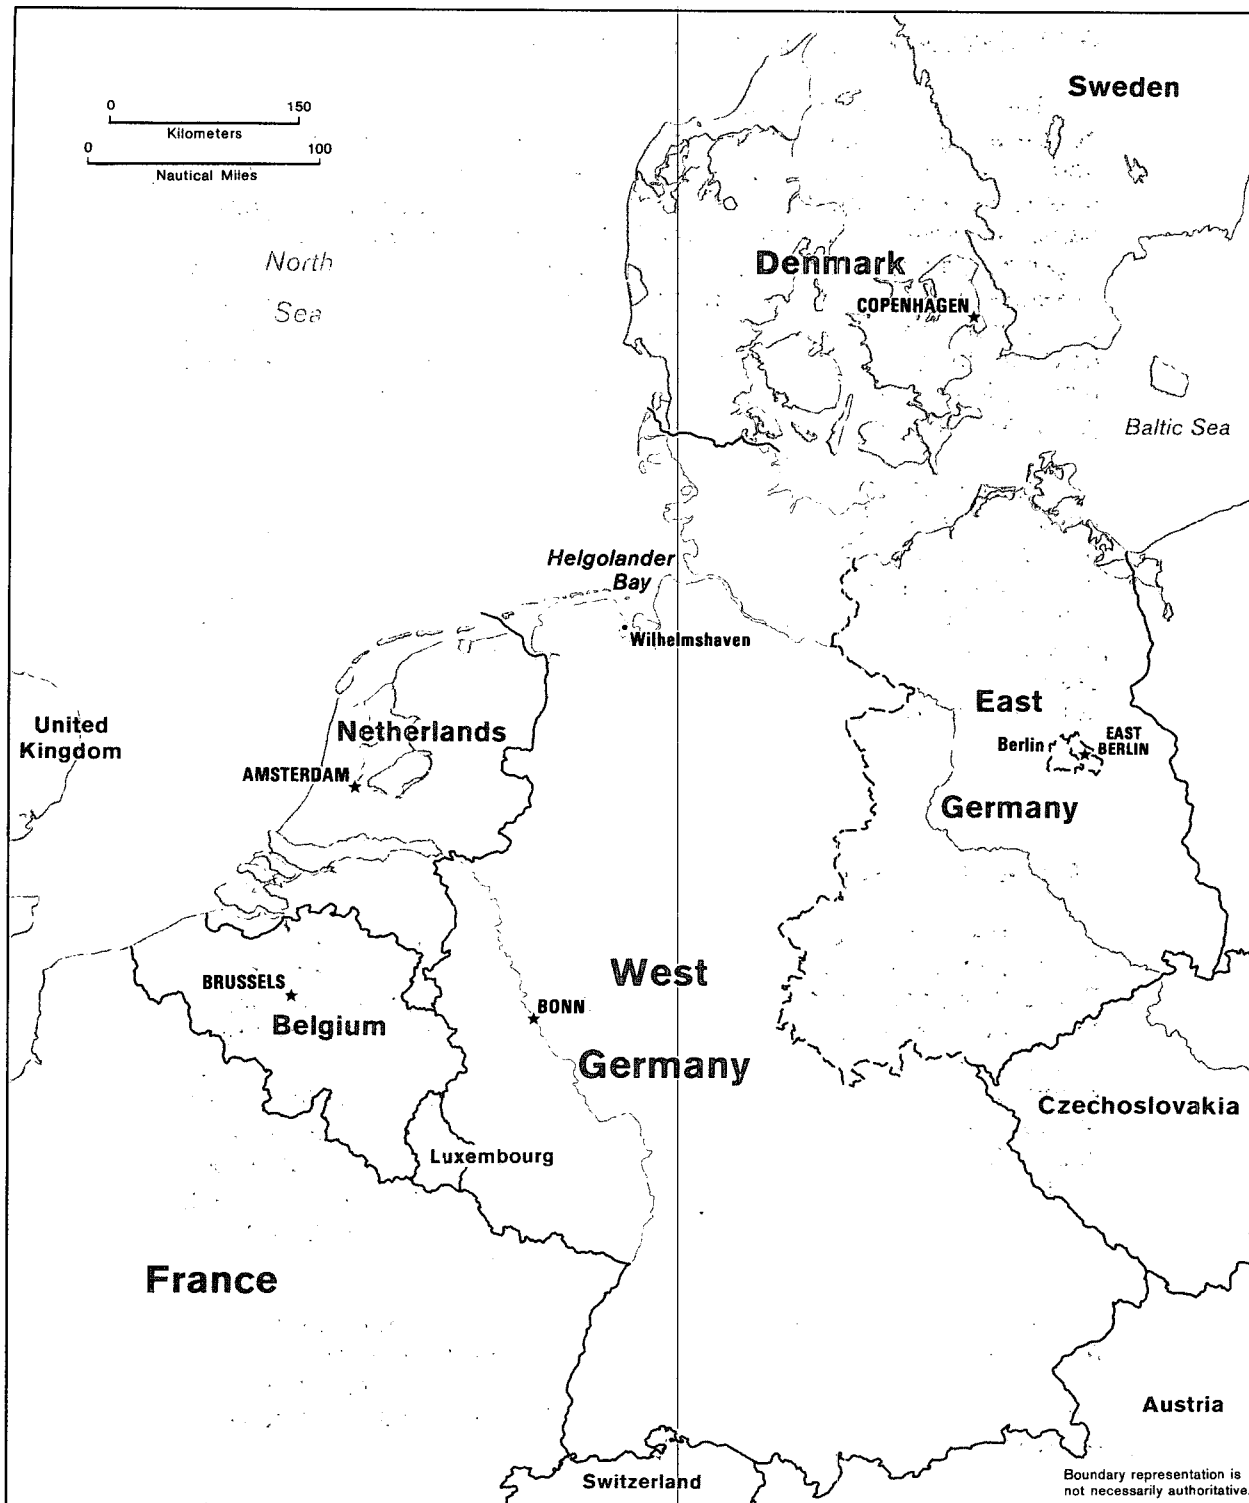 Sweden
0 150
Kilometers
0 100
Nautical Miles
North
Sea
Denmark
COPENHAGEN
Baltic Sea
Helgolander
Bay
Wilhelmshaven
United
Kingdom
Netherlands
AMSTERDAM
East
Berlin
EAST
BERLIN
Germany
West
Germany
BRUSSELS
Belgium
BONN
Czechoslovakia
Luxembourg
France
Austria
Switzerland
Boundary representation is
not necessarily authoritative.